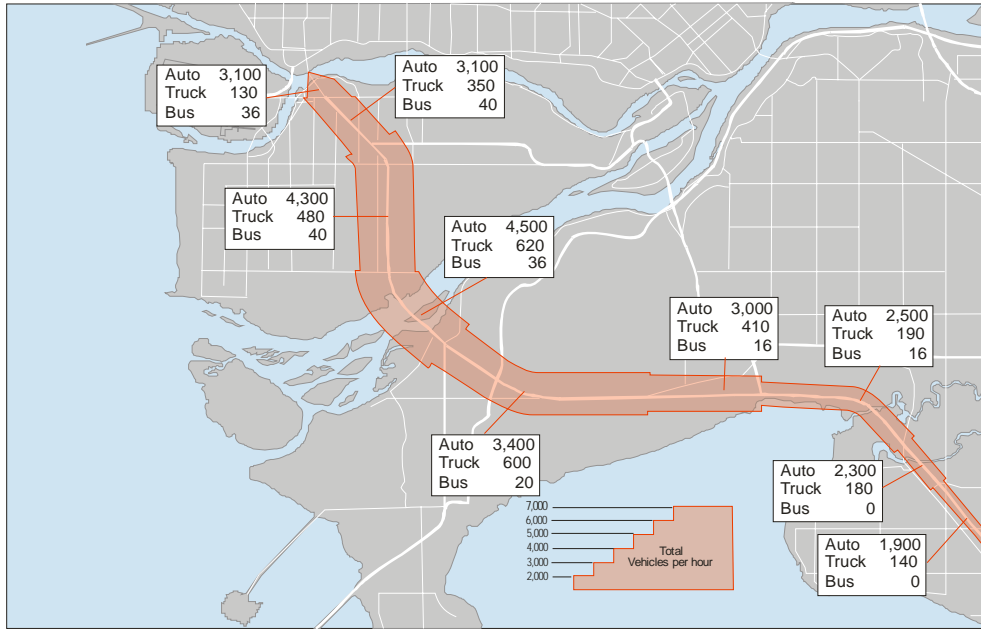 Auto 3,100
Truck 130
Bus 36
Auto 3,100
Truck 350
Bus 40
Auto 4,300
Truck 480
Bus 40
Auto 4,500
Truck 620
Bus 36
Auto 3,000
Truck 410
Bus 16
Auto 2,500
Truck 190
Bus 16
Auto 3,400
Truck 600
Bus 20
Auto 2,300
Truck 180
Bus 0
Auto 1,900
Truck 140
Bus 0
7,000
6,000
5,000
4,000
3,000
2,000
Total
Vehicles per hour